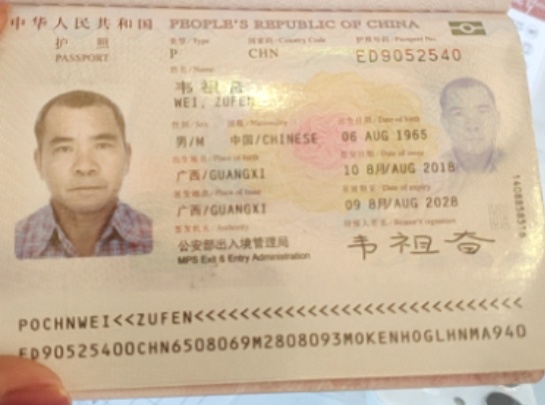 中华人民共和国 PEOPLE'S REPUBLIC OF CHINA
护照
PASSPORT
类型/Type 国家码/Country Code 护照号码/Passport No.
P CHN ED9052540
姓名/Name
韦祖奋
WEI, ZUFEN
性别/Sex 国籍/Nationality 出生日期/Date of birth
男/M 中国/CHINESE 06 AUG 1965
出生地点/Place of birth 签发日期/Date of issue
广西/GUANGXI 10 8月/AUG 2018
签发地点/Place of issue 有效期至/Date of expiry
广西/GUANGXI 09 8月/AUG 2028
签发机关/Authority 持证人签名/Bearer's signature
公安部出入境管理局
MPS Exit & Entry Administration
韦祖奋
POCHNWEI<<ZUFEN<<<<<<<<<<<<<<<<<<<<<<<<<<<<<
ED90525400CHN6508069M2808093MOKENHOGLHNMA940